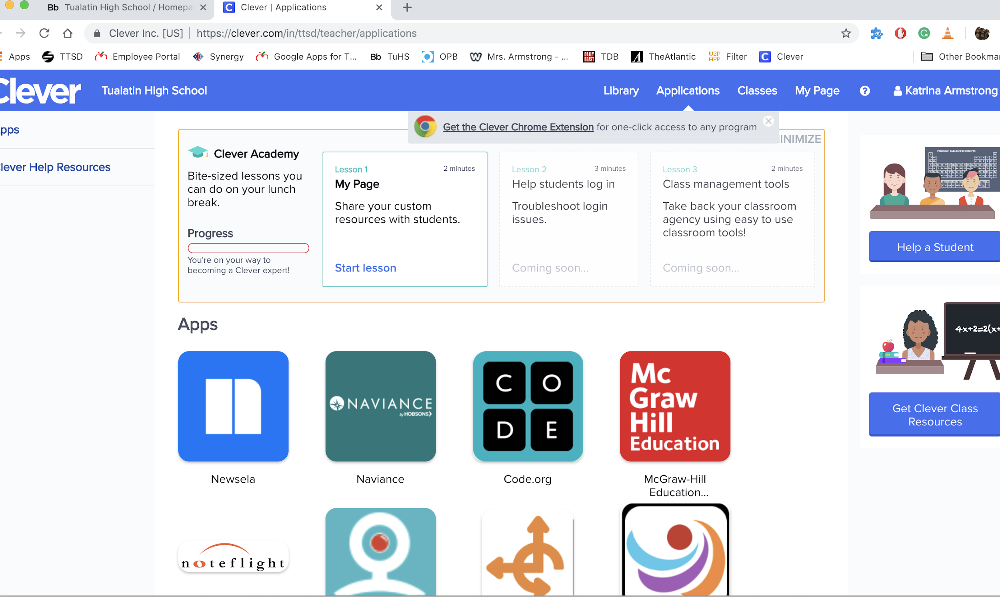 Bb Tualatin High School / Homepa
Clever | Applications
Clever Inc. [US] https://clever.com/in/ttsd/teacher/applications
Apps TTSD Employee Portal Synergy Google Apps for T... Bb TuHS OPB Mrs. Armstrong - ... DAILY BEAST TDB A TheAtlantic W2P APP Filter C Clever Other Bookmar
Clever Tualatin High School Library Applications Classes My Page ? Katrina Armstrong
Get the Clever Chrome Extension for one-click access to any program
INIMIZE
pps
lever Help Resources
Clever Academy
Bite-sized lessons you
can do on your lunch
break.
Progress
You're on your way to
becoming a Clever expert!
Lesson 1 2 minutes
My Page
Share your custom
resources with students.
Start lesson
Lesson 2 3 minutes
Help students log in
Troubleshoot login
issues.
Coming soon...
Lesson 3 2 minutes
Class management tools
Take back your classroom
agency using easy to use
classroom tools!
Coming soon...
PERIODIC TABLE OF ELEMENTS
Help a Student
4x+2=2(x+
Get Clever Class
Resources
Apps
NAVIANCE
by HOBSONS
C O
D E
Mc
Graw
Hill
Education
Newsela
Naviance
Code.org
McGraw-Hill
Education...
noteflight